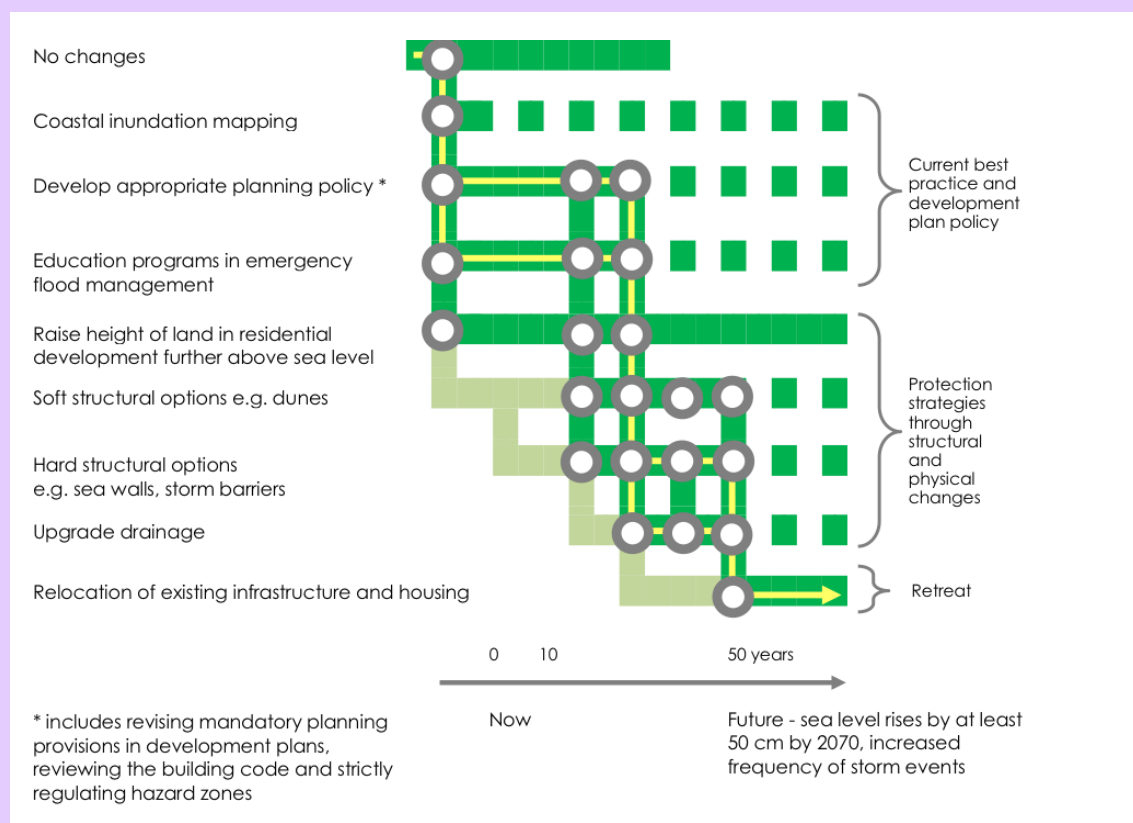 No changes
Coastal inundation mapping
Develop appropriate planning policy *
Education programs in emergency
flood management
Raise height of land in residential
development further above sea level
Soft structural options e.g. dunes
Hard structural options
e.g. sea walls, storm barriers
Upgrade drainage
Relocation of existing infrastructure and housing
Current best
practice and
development
plan policy
Protection
strategies
through
structural
and
physical
changes
Retreat
0 10 50 years
Now
Future - sea level rises by at least
50 cm by 2070, increased
frequency of storm events
* includes revising mandatory planning
provisions in development plans,
reviewing the building code and strictly
regulating hazard zones